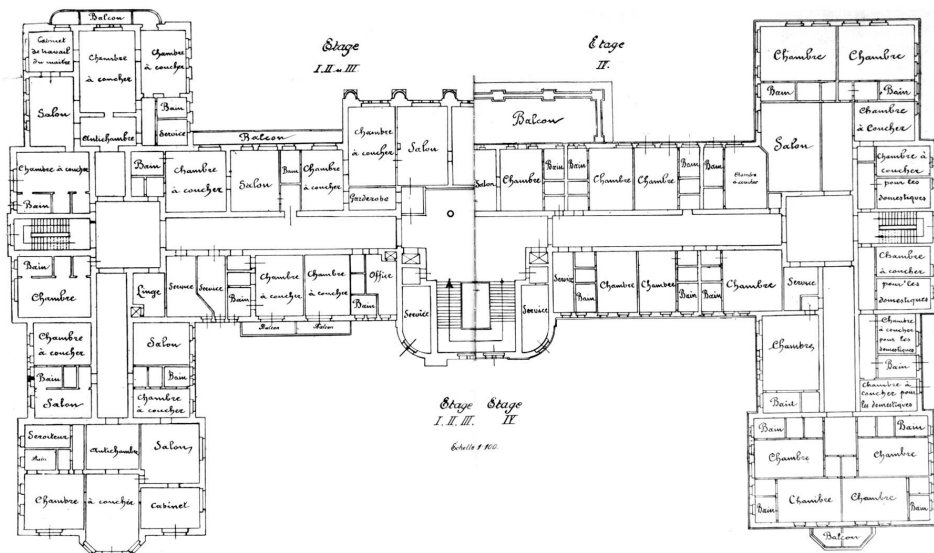 Balcon
Cabinet
de travail
du maitre
Chambre
à coucher
Chambre
à coucher
Salon
Bain
Service
Antichambre
Etage
I, II et III.
Etage
IV.
Balcon
Balcon
Chambre à coucher
Bain
Bain
Chambre
à coucher
Salon
Bain
Chambre
à coucher
Chambre
à coucher
Salon
Garderobe
Salon
Chambre
Bain
Bain
Chambre
Chambre
Bain
Bain
Chambre
à coucher
Chambre
Chambre
Bain
Bain
Salon
Chambre
à Coucher
Chambre à
coucher
pour les
domestiques
Bain
Chambre
Linge
Service
Service
Bain
Chambre
à coucher
Chambre
à coucher
Office
Bain
Balcon
Balcon
Service
Service
Service
Bain
Chambre
Chambre
Bain
Bain
Chambre
Service
Chambre
à coucher
pour les
domestiques
Chambre
à coucher
Bain
Salon
Salon
Bain
Chambre
à coucher
Chambre
Bain
Chambre
à coucher
pour les
domestiques
Bain
Chambre à
coucher pour
les domestiques
Etage
I. II. III.
Etage
IV
Echelle 1:100.
Serviteur
Bain
Antichambre
Salon
Chambre
à couchée
Cabinet
Bain
Bain
Chambre
Chambre
Bain
Chambre
Chambre
Bain
Balcon